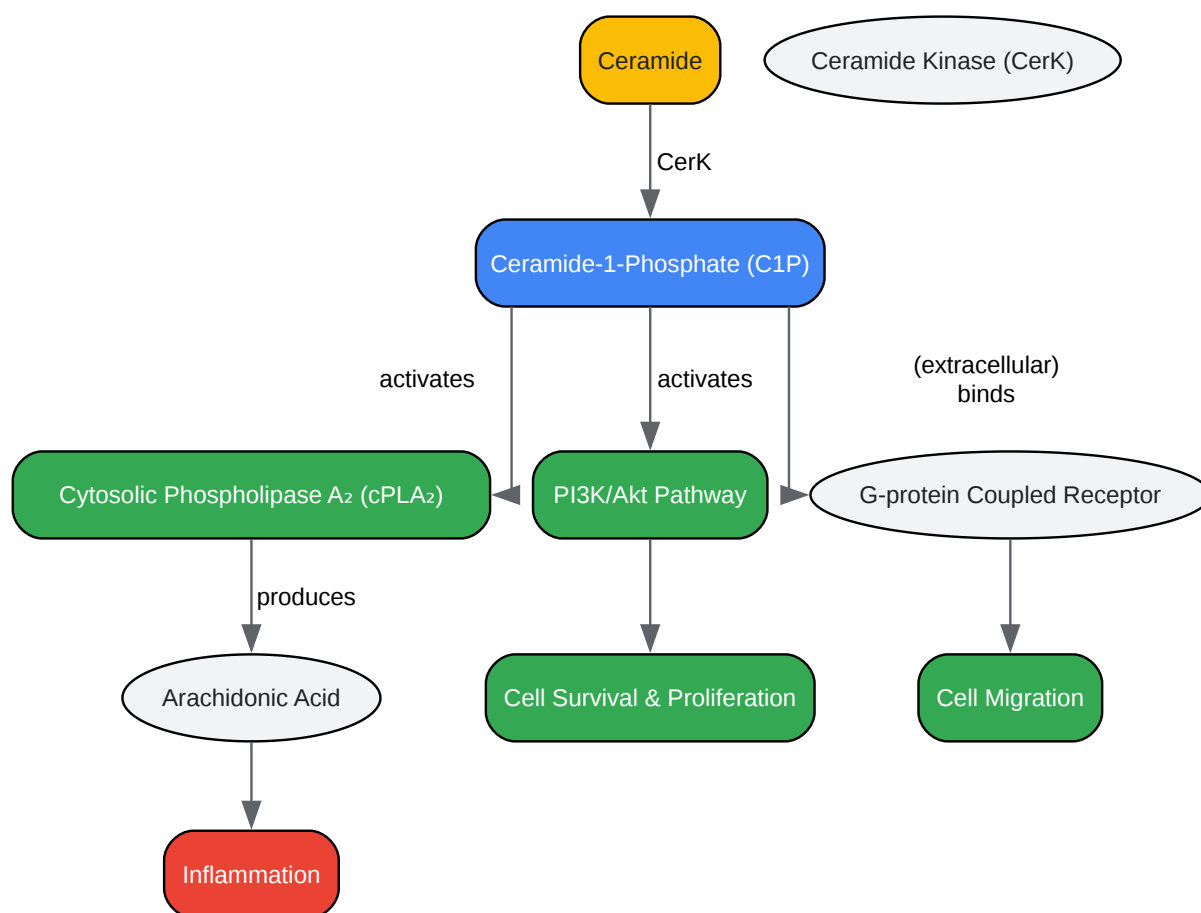 Ceramide
Ceramide Kinase (CerK)
CerK
Ceramide-1-Phosphate (C1P)
activates
activates
(extracellular)
binds
Cytosolic Phospholipase A₂ (cPLA₂)
PI3K/Akt Pathway
G-protein Coupled Receptor
produces
Arachidonic Acid
Cell Survival & Proliferation
Cell Migration
Inflammation